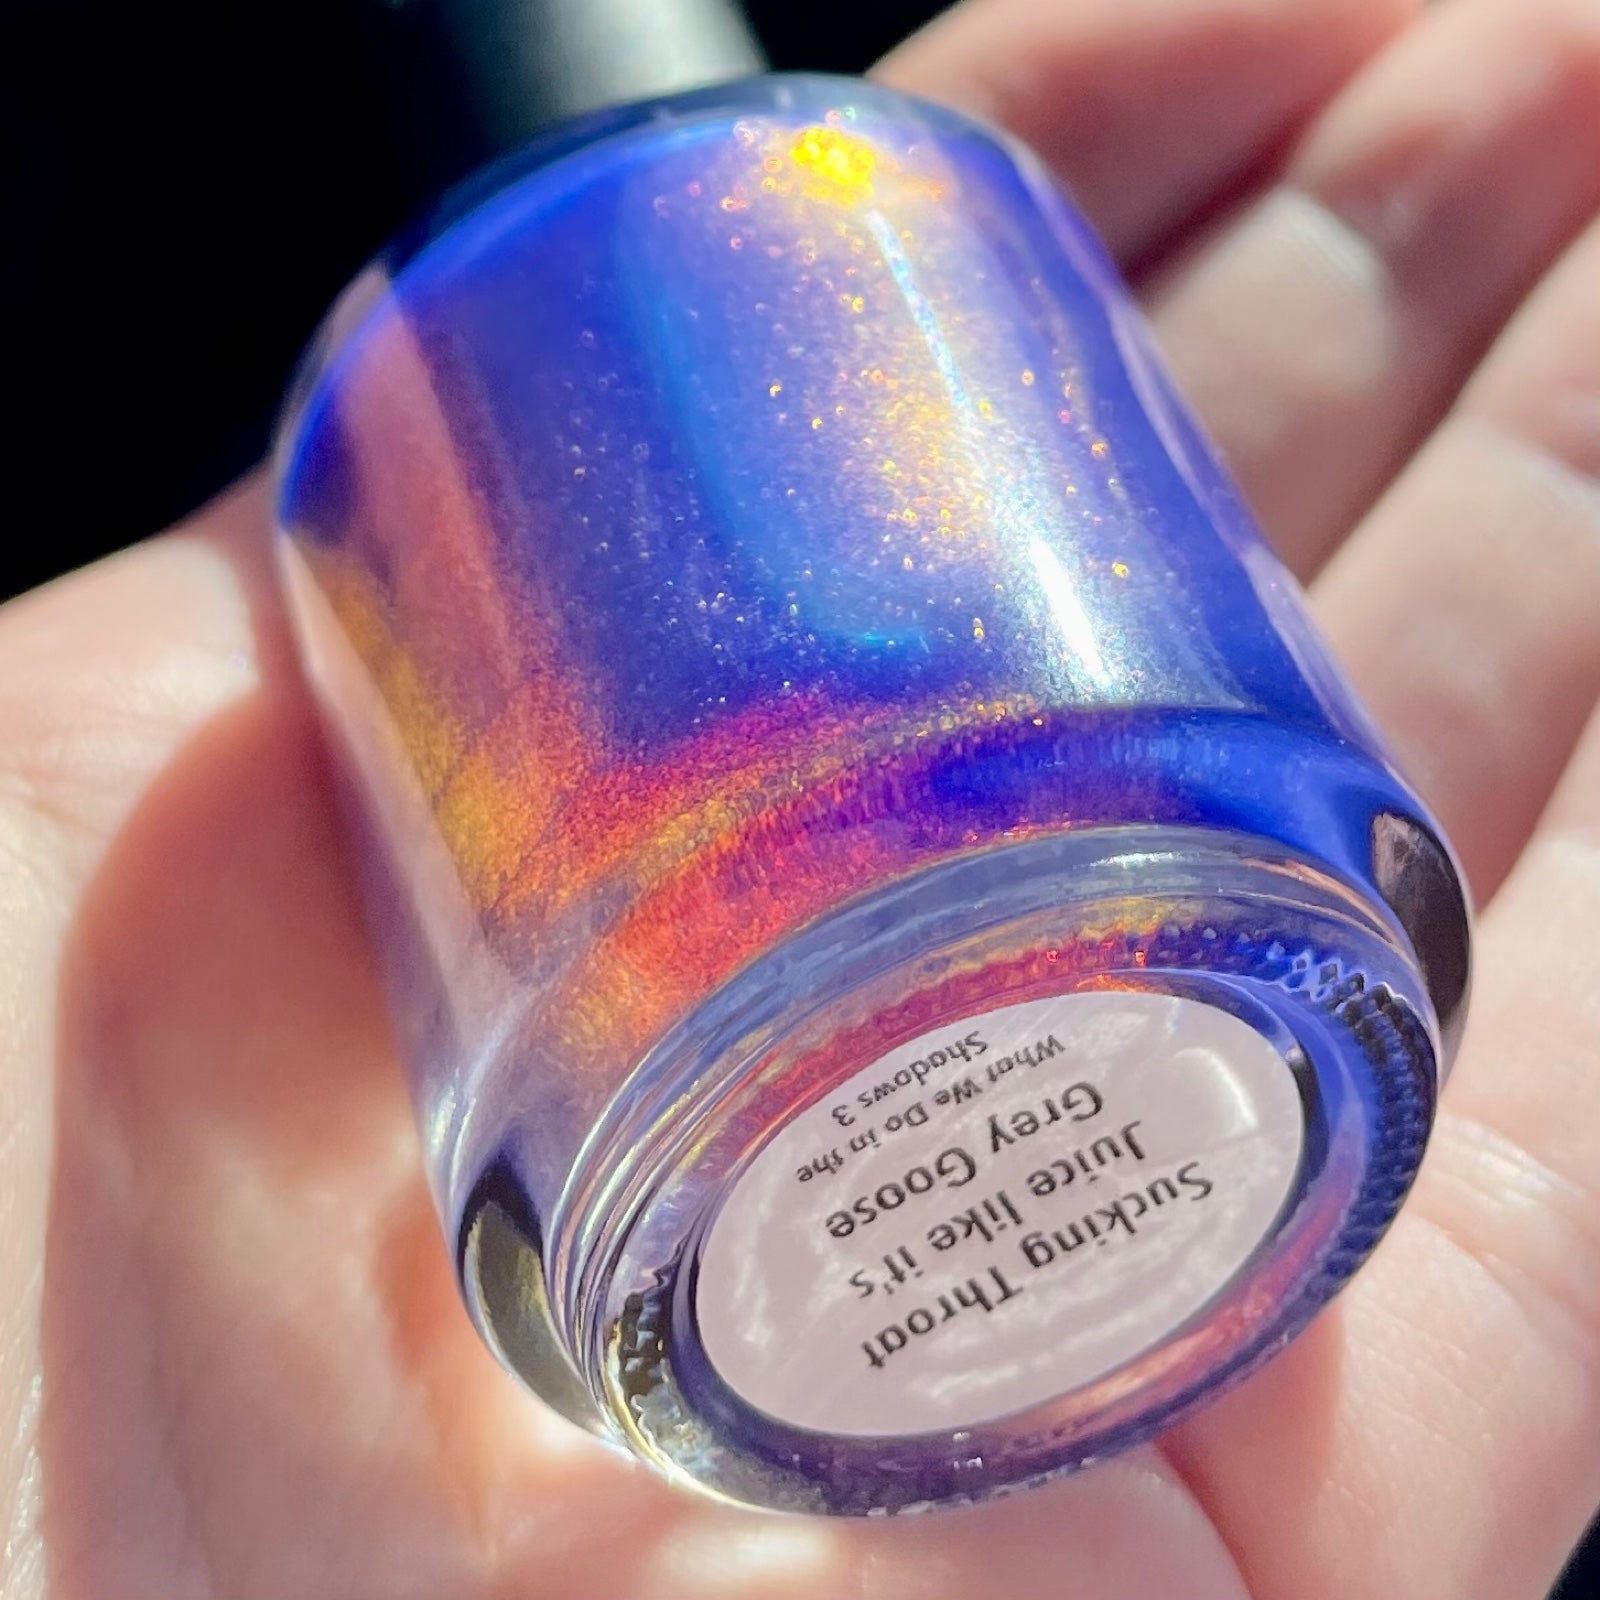 Sucking Throat
Juice like it's
Grey Goose
What We Do in the
Shadows 3